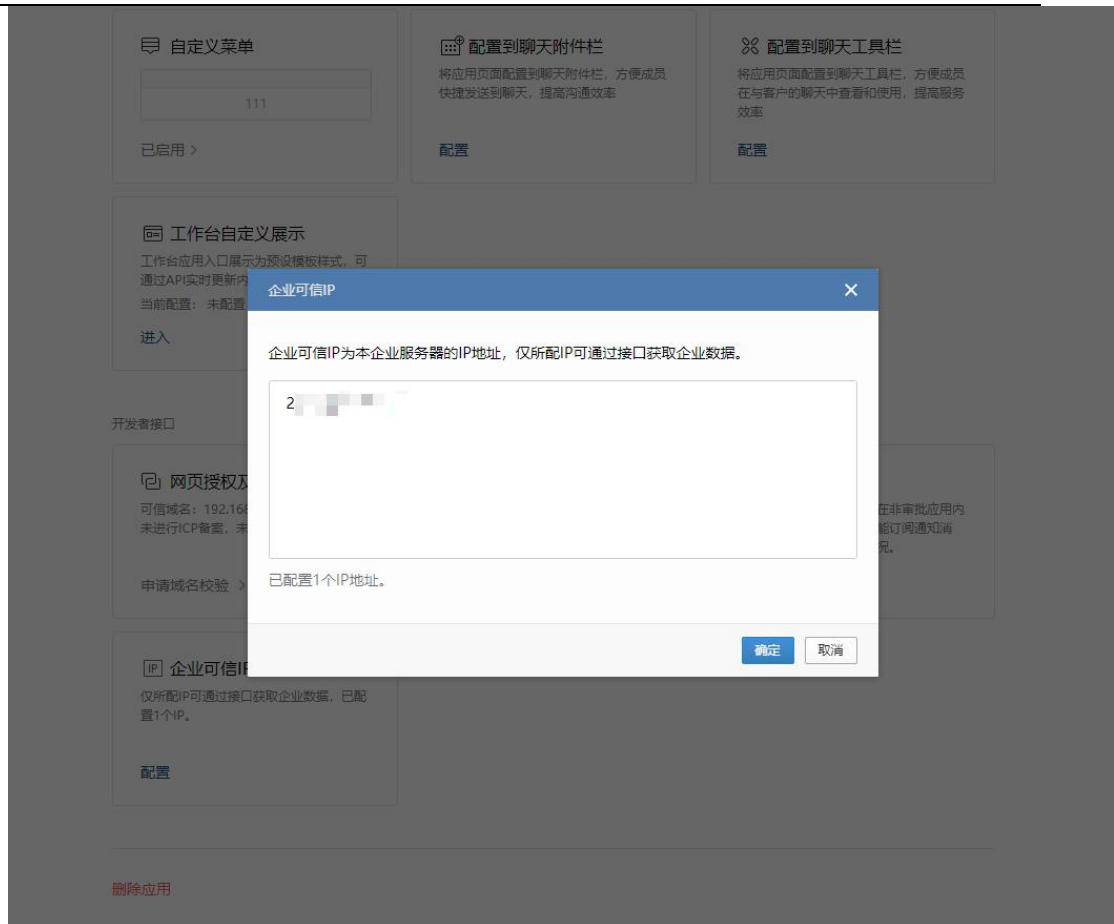 自定义菜单
111
已启用 >
配置到聊天附件栏
将应用页面配置到聊天附件栏，方便成员
快捷发送到聊天，提高沟通效率
配置
配置到聊天工具栏
将应用页面配置到聊天工具栏，方便成员
在与客户的聊天中查看和使用，提高服务
效率
配置
工作台自定义展示
工作台应用入口展示为预设模板样式，可
通过API实时更新内
当前配置： 未配置
进入
企业可信IP
企业可信IP为本企业服务器的IP地址，仅所配IP可通过接口获取企业数据。
2
已配置1个IP地址。
确定
取消
开发者接口
网页授权及
可信域名：192.168
未进行ICP备案，未
申请域名校验 >
在非审批应用内
能订阅通知消
况。
IP 企业可信IP
仅所配IP可通过接口获取企业数据，已配
置1个IP。
配置
删除应用